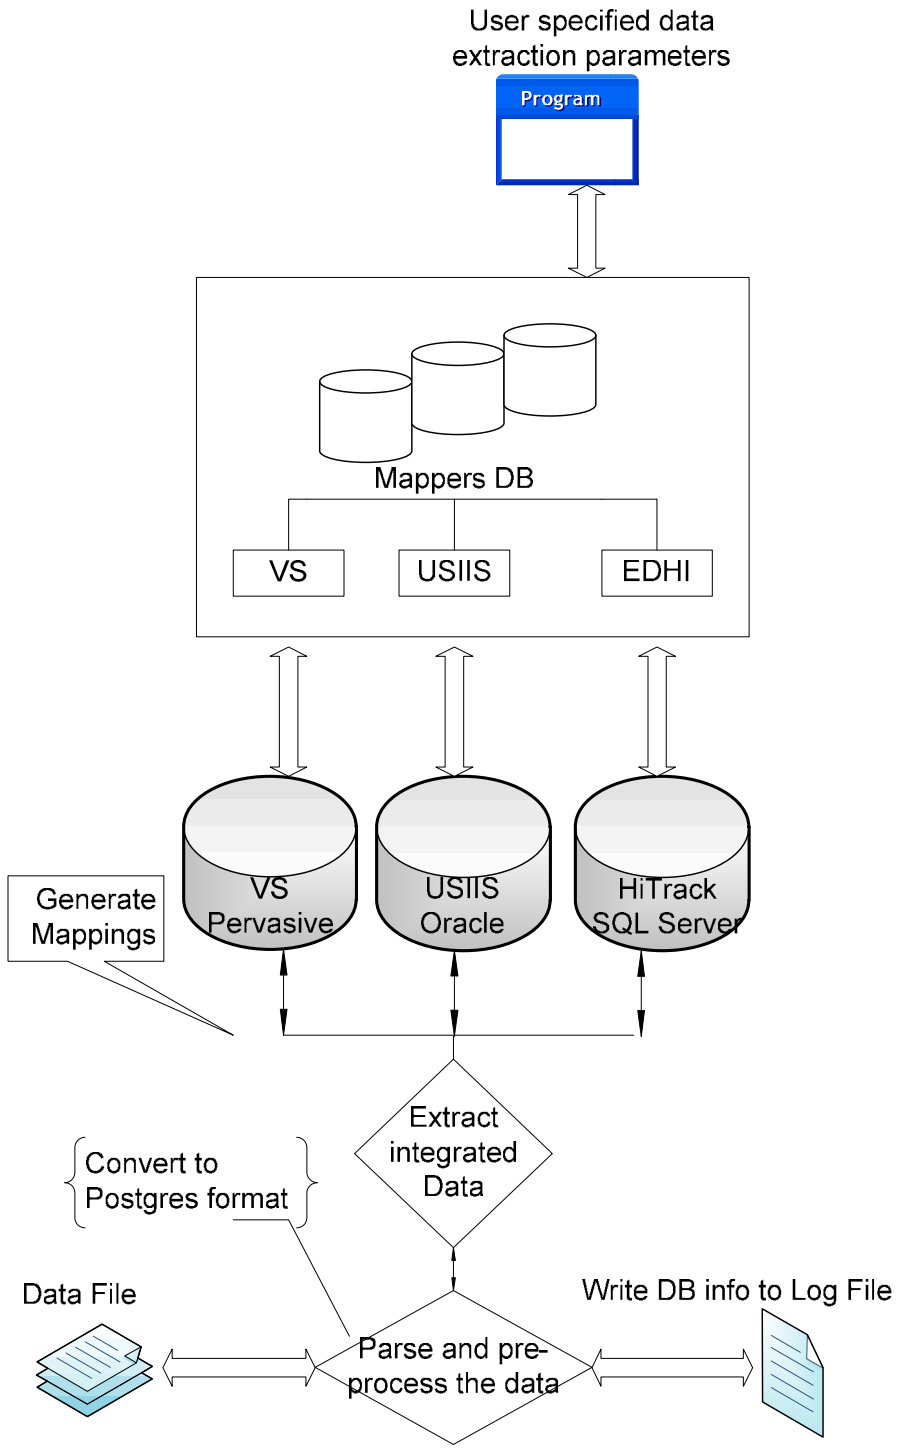 User specified data
extraction parameters
Program
Mappers DB
VS
USIIS
EDHI
VS
Pervasive
USIIS
Oracle
HiTrack
SQL Server
Generate
Mappings
Extract
integrated
Data
Convert to
Postgres format
Data File
Write DB info to Log File
Parse and pre-
process the data